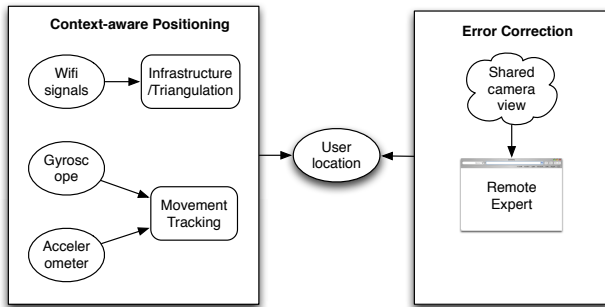 Context-aware Positioning
Wifi
signals
Infrastructure
/Triangulation
Gyrosc
ope
Movement
Tracking
Acceler
ometer
User
location
Error Correction
Shared
camera
view
Remote
Expert